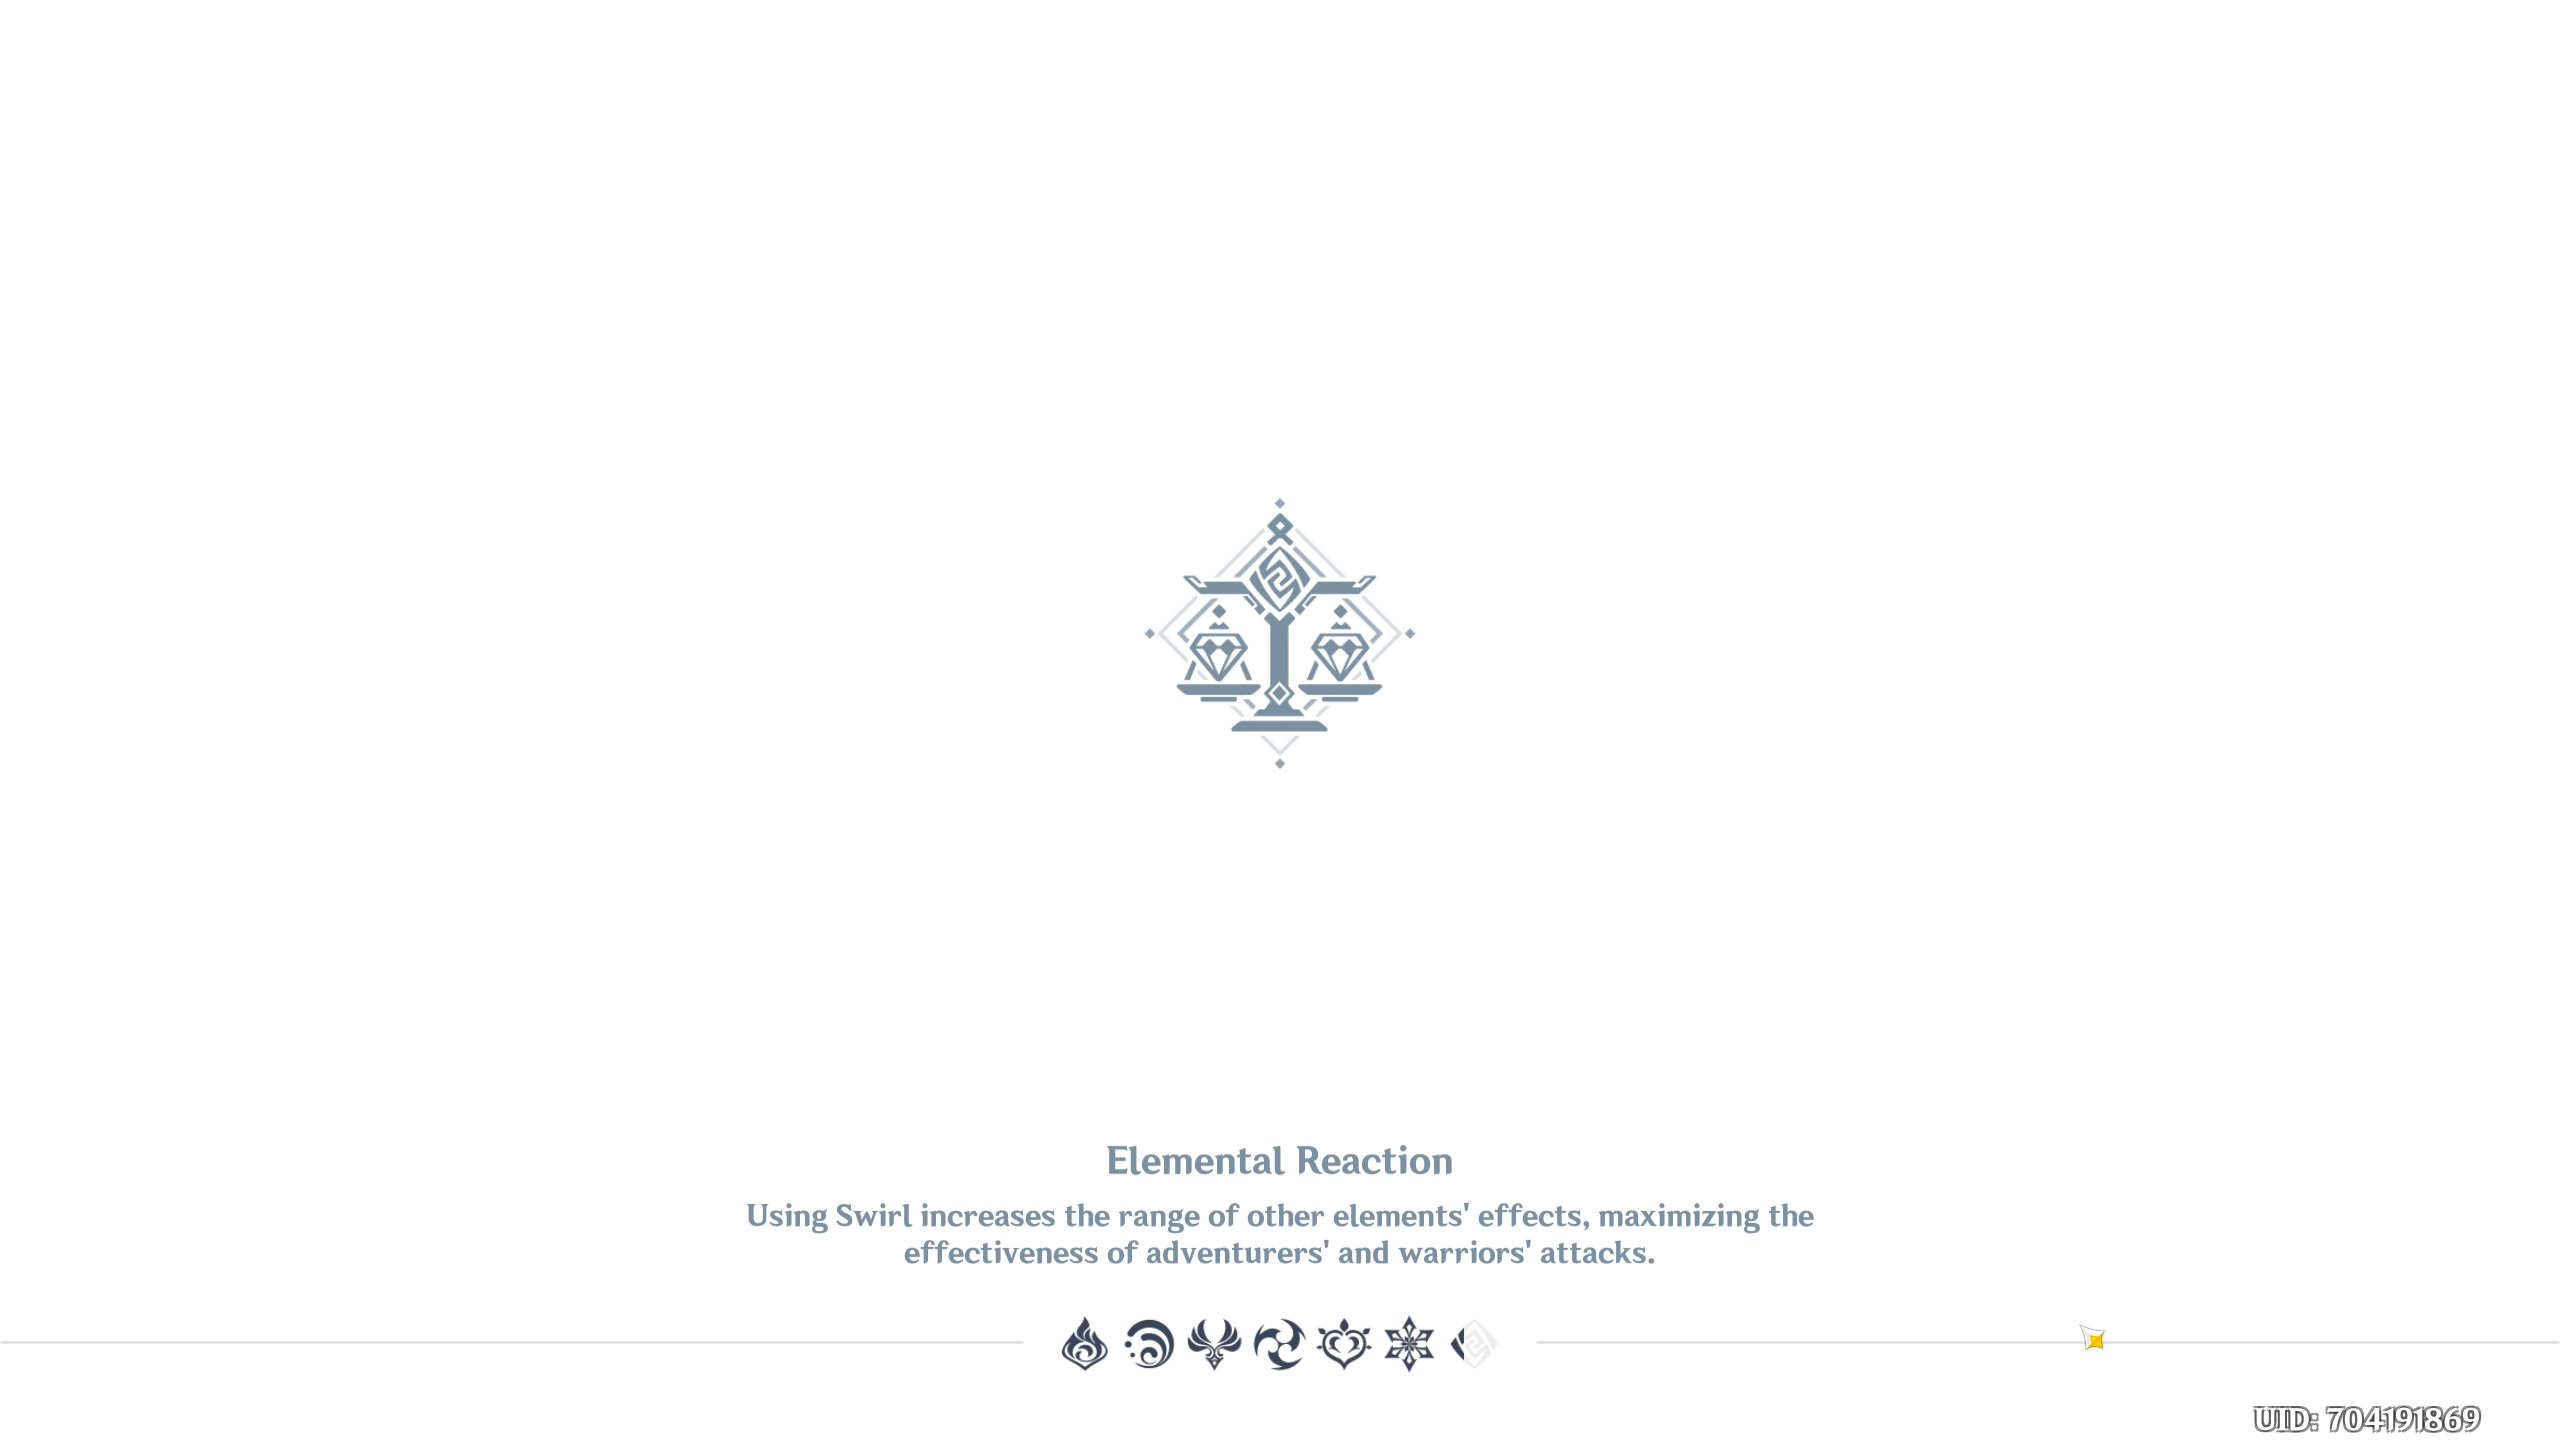 Elemental Reaction
Using Swirl increases the range of other elements' effects, maximizing the
effectiveness of adventurers' and warriors' attacks.
UID: 704191869